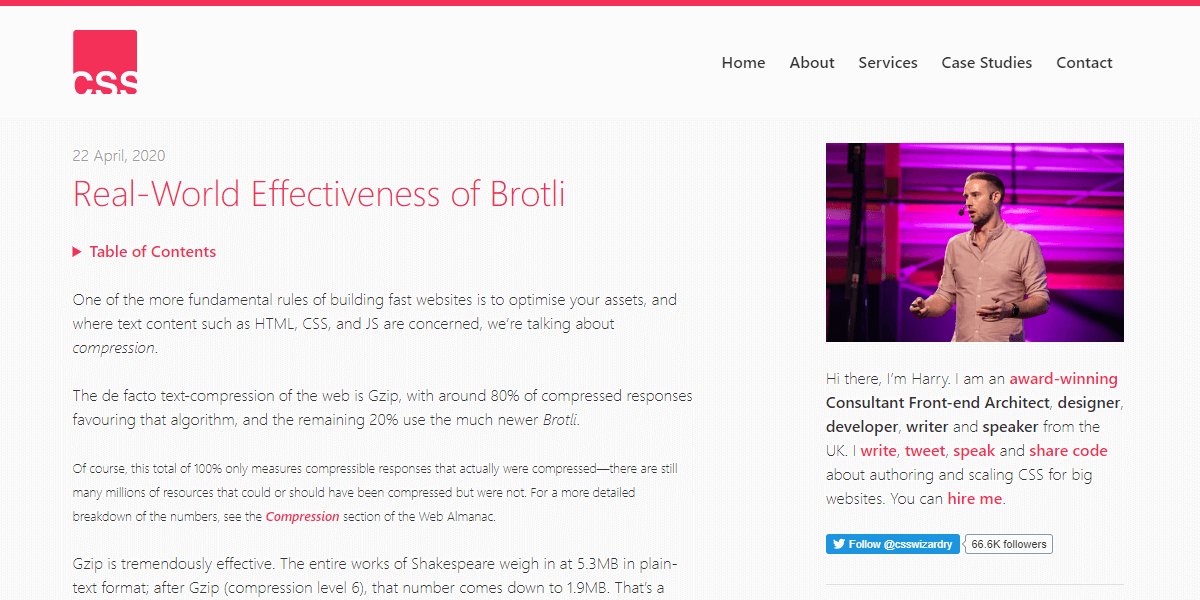 CSS
Home About Services Case Studies Contact
22 April, 2020
Real-World Effectiveness of Brotli
Table of Contents
One of the more fundamental rules of building fast websites is to optimise your assets, and
where text content such as HTML, CSS, and JS are concerned, we’re talking about
compression.
The de facto text-compression of the web is Gzip, with around 80% of compressed responses
favouring that algorithm, and the remaining 20% use the much newer Brotli.
Of course, this total of 100% only measures compressible responses that actually were compressed—there are still
many millions of resources that could or should have been compressed but were not. For a more detailed
breakdown of the numbers, see the Compression section of the Web Almanac.
Gzip is tremendously effective. The entire works of Shakespeare weigh in at 5.3MB in plain-
text format; after Gzip (compression level 6), that number comes down to 1.9MB. That’s a
Hi there, I’m Harry. I am an award-winning
Consultant Front-end Architect, designer,
developer, writer and speaker from the
UK. I write, tweet, speak and share code
about authoring and scaling CSS for big
websites. You can hire me.
Follow @csswizardry 66.6K followers